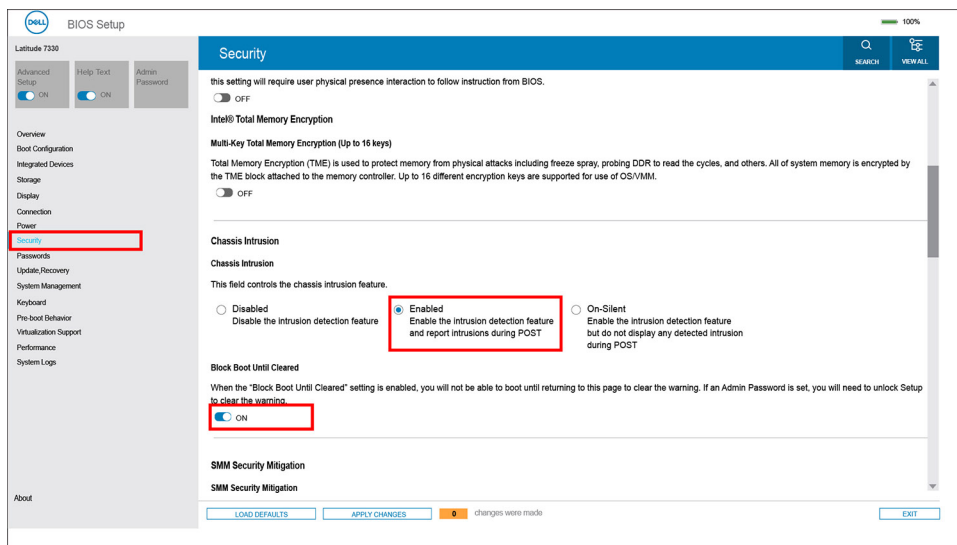 DELL
BIOS Setup
100%
Latitude 7330
Advanced
Setup
ON
Help Text
ON
Admin
Password
Overview
Boot Configuration
Integrated Devices
Storage
Display
Connection
Power
Security
Passwords
Update,Recovery
System Management
Keyboard
Pre-boot Behavior
Virtualization Support
Performance
System Logs
About
Security
SEARCH
VIEW ALL
this setting will require user physical presence interaction to follow instruction from BIOS.
OFF
Intel® Total Memory Encryption
Multi-Key Total Memory Encryption (Up to 16 keys)
Total Memory Encryption (TME) is used to protect memory from physical attacks including freeze spray, probing DDR to read the cycles, and others. All of system memory is encrypted by
the TME block attached to the memory controller. Up to 16 different encryption keys are supported for use of OS/VMM.
OFF
Chassis Intrusion
Chassis Intrusion
This field controls the chassis intrusion feature.
Disabled
Disable the intrusion detection feature
Enabled
Enable the intrusion detection feature
and report intrusions during POST
On-Silent
Enable the intrusion detection feature
but do not display any detected intrusion
during POST
Block Boot Until Cleared
When the "Block Boot Until Cleared" setting is enabled, you will not be able to boot until returning to this page to clear the warning. If an Admin Password is set, you will need to unlock Setup
to clear the warning.
ON
SMM Security Mitigation
SMM Security Mitigation
LOAD DEFAULTS
APPLY CHANGES
0
changes were made
EXIT